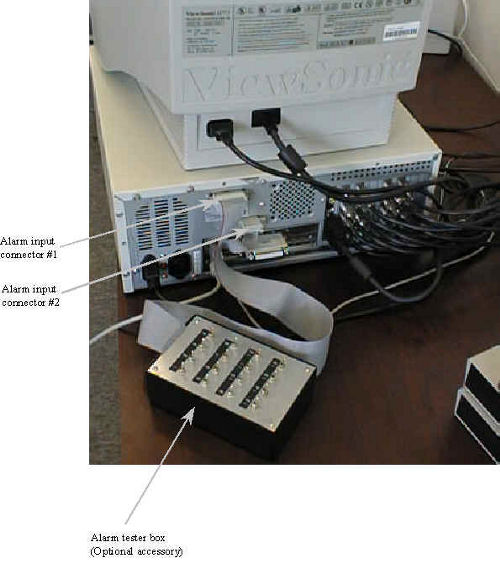 ViewSonic
Alarm input
connector #1
Alarm input
connector #2
Alarm tester box
(Optional accessory)